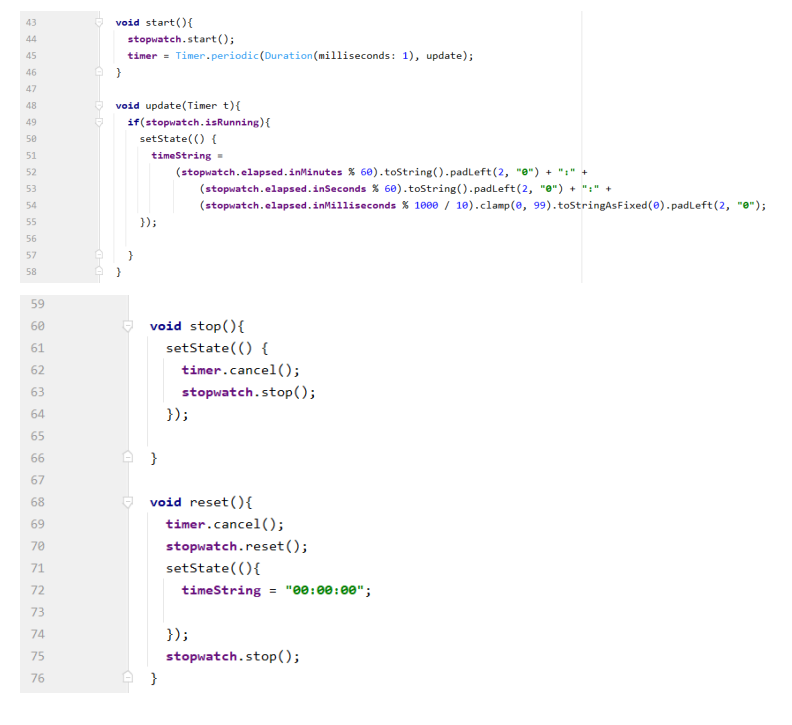 43 void start(){
44 stopwatch.start();
45 timer = Timer.periodic(Duration(milliseconds: 1), update);
46 }
47
48 void update(Timer t){
49 if(stopwatch.isRunning){
50 setState(() {
51 timeString =
52 (stopwatch.elapsed.inMinutes % 60).toString().padLeft(2, "0") + ":" +
53 (stopwatch.elapsed.inSeconds % 60).toString().padLeft(2, "0") + ":" +
54 (stopwatch.elapsed.inMilliseconds % 1000 / 10).clamp(0, 99).toStringAsFixed(0).padLeft(2, "0");
55 });
56
57 }
58 }
59
60 void stop(){
61 setState(() {
62 timer.cancel();
63 stopwatch.stop();
64 });
65
66 }
67
68 void reset(){
69 timer.cancel();
70 stopwatch.reset();
71 setState((){
72 timeString = "00:00:00";
73
74 });
75 stopwatch.stop();
76 }